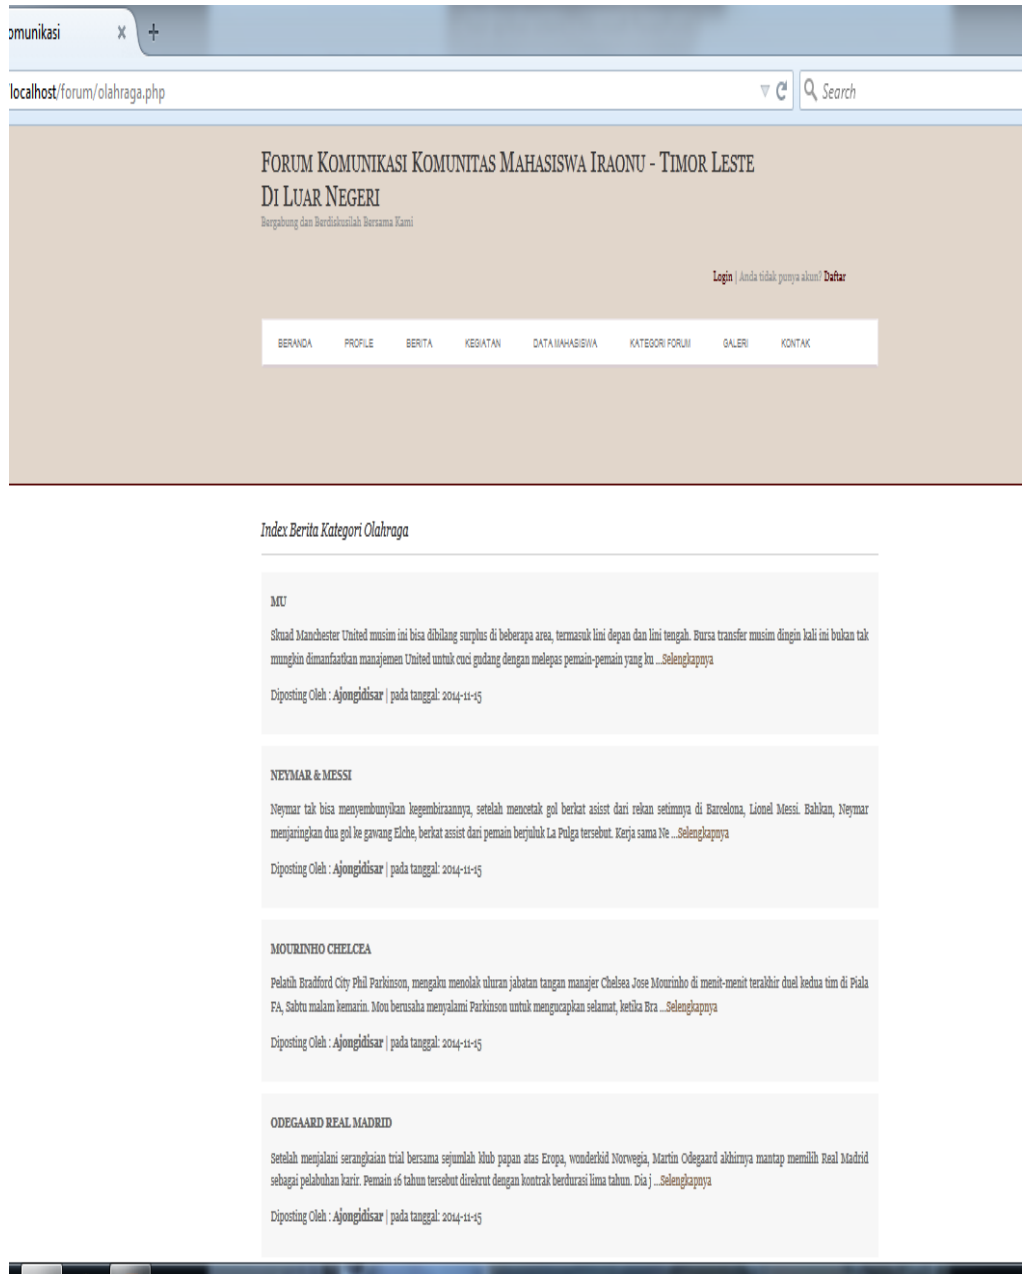 omunikasi
localhost/forum/olahraga.php
Search
Forum Komunikasi Komunitas Mahasiswa Iraonu - Timor Leste
Di Luar Negeri
Bergabung dan Berdiskusilah Bersama Kami
Login | Anda tidak punya akun? Daftar
BERANDA PROFILE BERITA KEGIATAN DATA MAHASISWA KATEGORI FORUM GALERI KONTAK
Index Berita Kategori Olahraga
MU
Skuad Manchester United musim ini bisa dibilang surplus di beberapa area, termasuk lini depan dan lini tengah. Bursa transfer musim dingin kali ini bukan tak
mungkin dimanfaatkan manajemen United untuk cuci gudang dengan melepas pemain-pemain yang ku ...Selengkapnya
Diposting Oleh : Ajongidisar | pada tanggal: 2014-11-15
NEYMAR & MESSI
Neymar tak bisa menyembunyikan kegembiraannya, setelah mencetak gol berkat asisst dari rekan setimnya di Barcelona, Lionel Messi. Bahkan, Neymar
menjaringkan dua gol ke gawang Elche, berkat assist dari pemain berjuluk La Pulga tersebut. Kerja sama Ne ...Selengkapnya
Diposting Oleh : Ajongidisar | pada tanggal: 2014-11-15
MOURINHO CHELCEA
Pelatih Bradford City Phil Parkinson, mengaku menolak uluran jabatan tangan manajer Chelsea Jose Mourinho di menit-menit terakhir duel kedua tim di Piala
FA, Sabtu malam kemarin. Mou berusaha menyalami Parkinson untuk mengucapkan selamat, ketika Bra ...Selengkapnya
Diposting Oleh : Ajongidisar | pada tanggal: 2014-11-15
ODEGAARD REAL MADRID
Setelah menjalani serangkaian trial bersama sejumlah klub papan atas Eropa, wonderkid Norwegia, Martin Odegaard akhirnya mantap memilih Real Madrid
sebagai pelabuhan karir. Pemain 16 tahun tersebut direkrut dengan kontrak berdurasi lima tahun. Dia j ...Selengkapnya
Diposting Oleh : Ajongidisar | pada tanggal: 2014-11-15